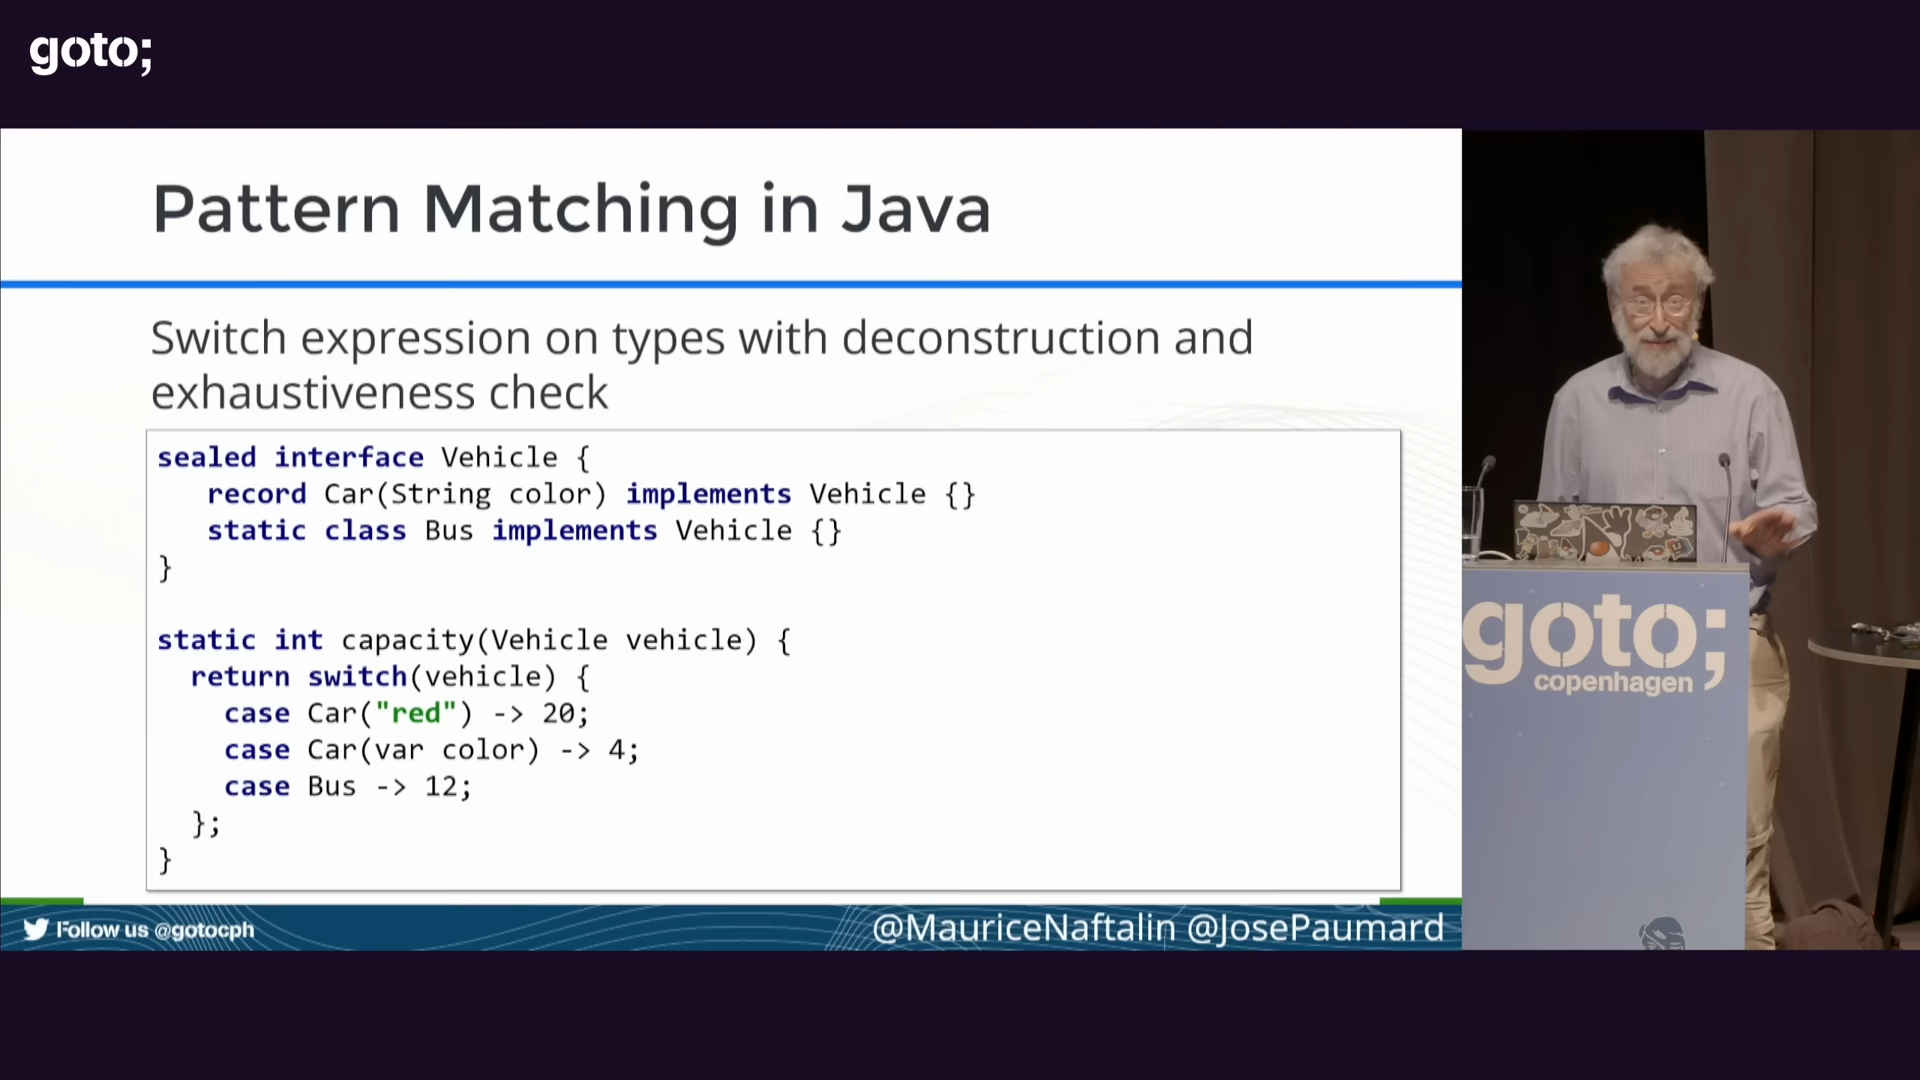 goto;
Pattern Matching in Java
Switch expression on types with deconstruction and
exhaustiveness check
sealed interface Vehicle {
   record Car(String color) implements Vehicle {}
   static class Bus implements Vehicle {}
}
static int capacity(Vehicle vehicle) {
  return switch(vehicle) {
    case Car("red") -> 20;
    case Car(var color) -> 4;
    case Bus -> 12;
  };
}
Follow us @gotocph
@MauriceNaftalin @JosePaumard
goto;
copenhagen